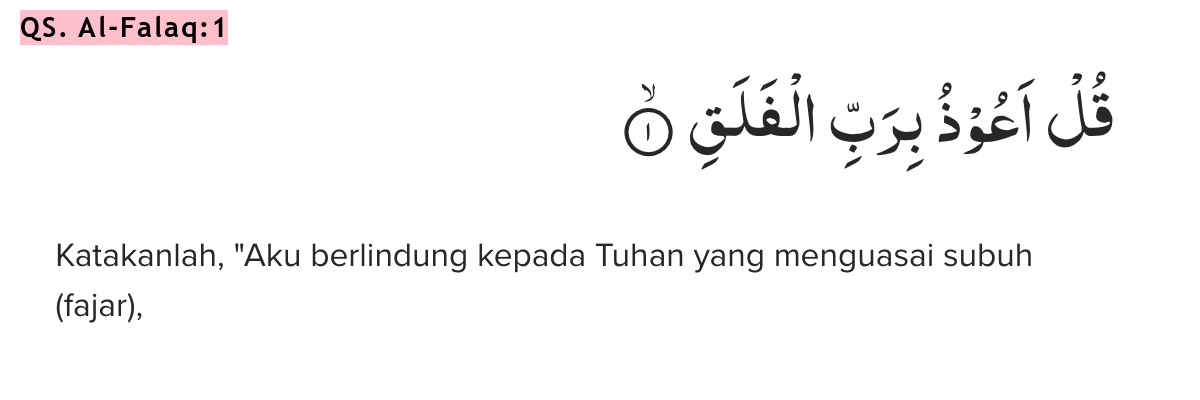 QS. Al-Falaq:1
قُلْ اَعُوْذُ بِرَبِّ الْفَلَقِۙ ١
Katakanlah, "Aku berlindung kepada Tuhan yang menguasai subuh
(fajar),